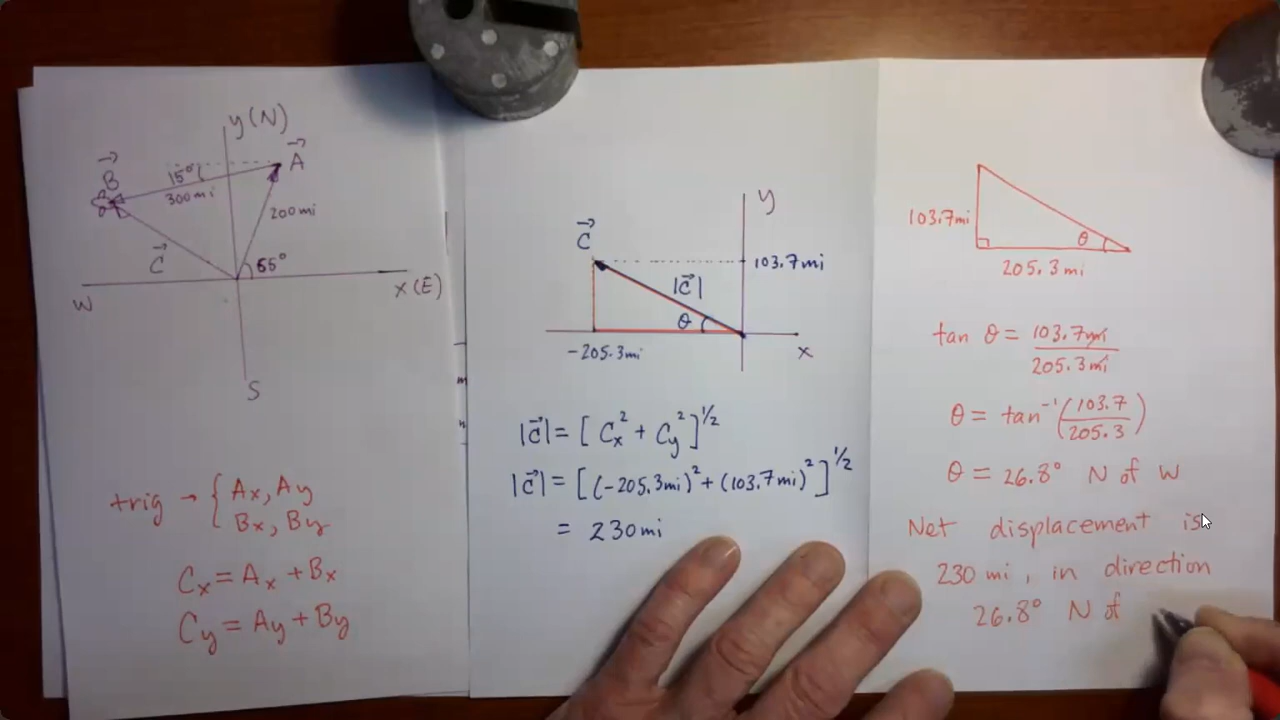 y (N)
A
B
15°
300 mi
200 mi
C
55°
W
x (E)
S
trig → { Ax, Ay
Bx, By
Cx = Ax + Bx
Cy = Ay + By
y
C
103.7 mi
|C|
θ
-205.3 mi
x
|C| = [ Cx² + Cy² ]^1/2
|C| = [ (-205.3 mi)² + (103.7 mi)² ]^1/2
= 230 mi
103.7 mi
θ
205.3 mi
tan θ = 103.7 mi / 205.3 mi
θ = tan⁻¹ ( 103.7 / 205.3 )
θ = 26.8° N of W
Net displacement is
230 mi, in direction
26.8° N of